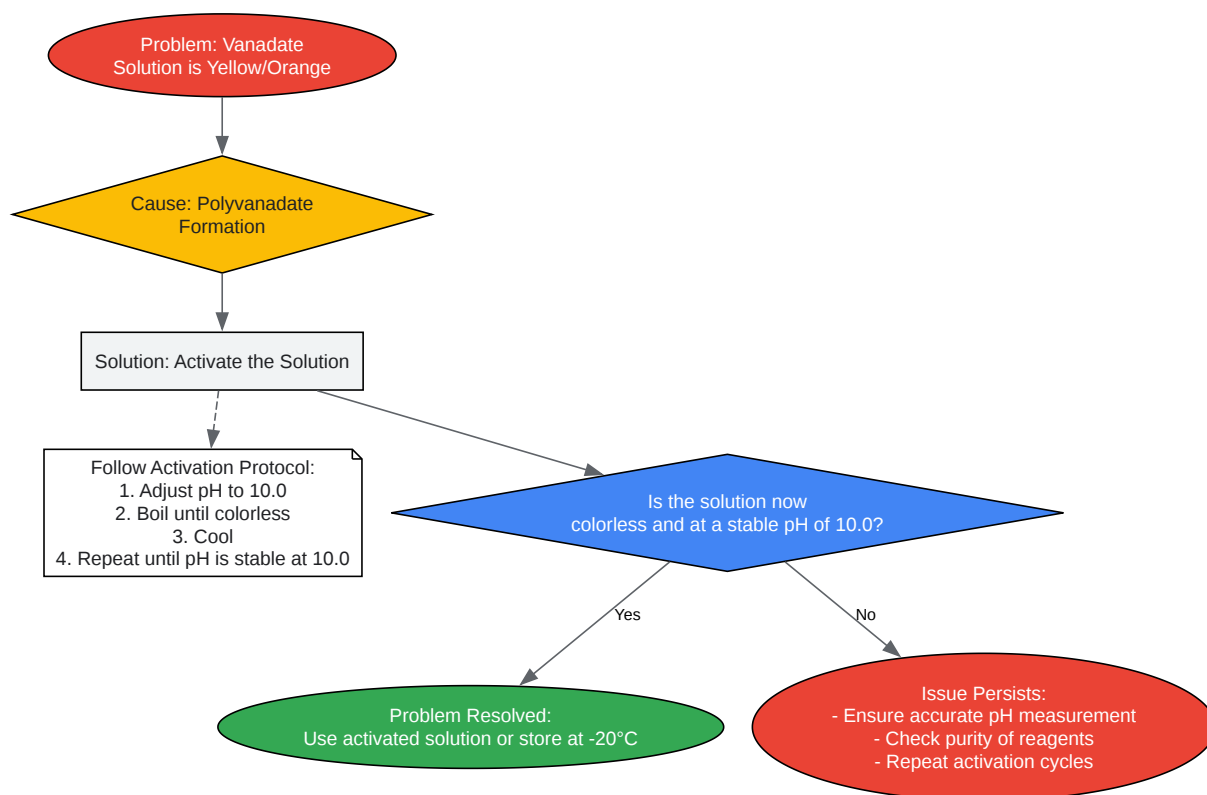 Problem: Vanadate
Solution is Yellow/Orange
Cause: Polyvanadate
Formation
Solution: Activate the Solution
Follow Activation Protocol:
1. Adjust pH to 10.0
2. Boil until colorless
3. Cool
4. Repeat until pH is stable at 10.0
Is the solution now
colorless and at a stable pH of 10.0?
Yes
No
Problem Resolved:
Use activated solution or store at -20°C
Issue Persists:
- Ensure accurate pH measurement
- Check purity of reagents
- Repeat activation cycles